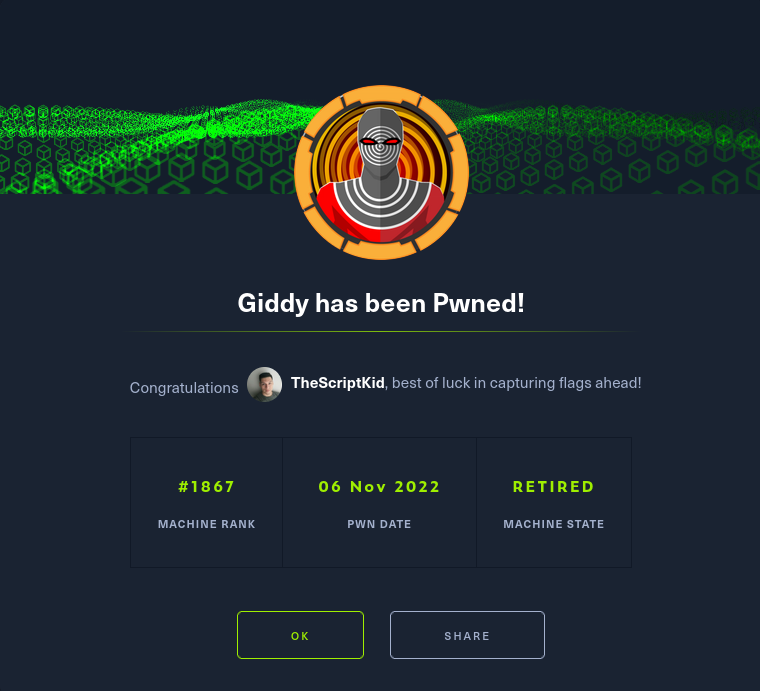 Giddy has been Pwned!
Congratulations TheScriptKid, best of luck in capturing flags ahead!
#1867 06 Nov 2022 RETIRED
MACHINE RANK PWN DATE MACHINE STATE
OK SHARE